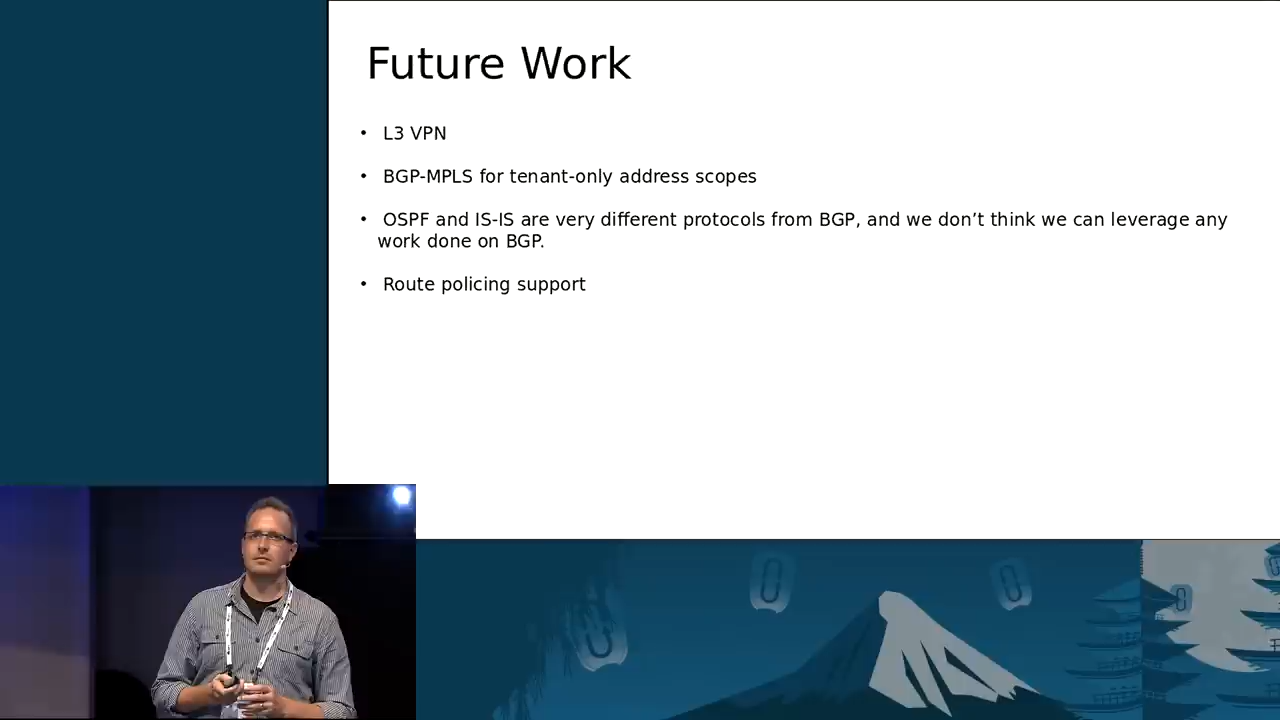 Future Work
• L3 VPN
• BGP-MPLS for tenant-only address scopes
• OSPF and IS-IS are very different protocols from BGP, and we don’t think we can leverage any
work done on BGP.
• Route policing support